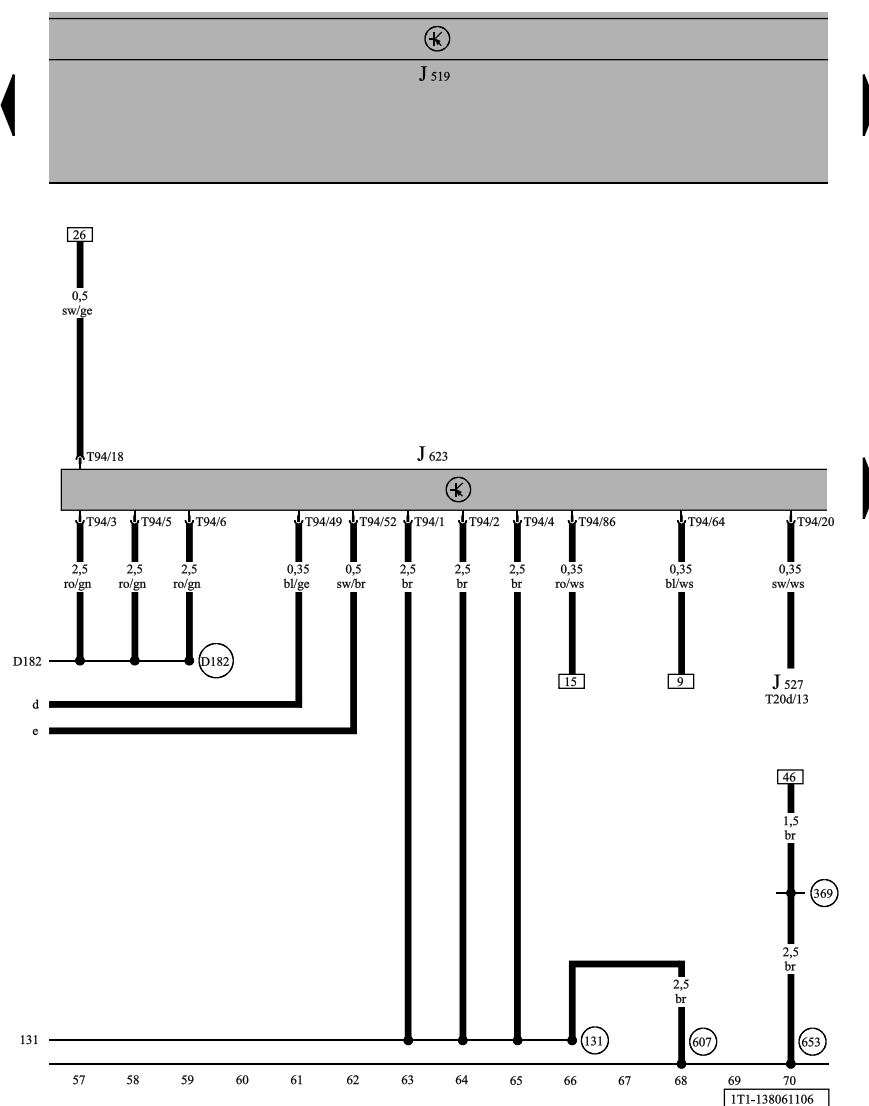 J 519
26
0,5
sw/ge
T94/18
J 623
T94/3 T94/5 T94/6 T94/49 T94/52 T94/1 T94/2 T94/4 T94/86 T94/64 T94/20
2,5 2,5 2,5 0,35 0,5 2,5 2,5 2,5 0,35 0,35 0,35
ro/gn ro/gn ro/gn bl/ge sw/br br br br ro/ws bl/ws sw/ws
D182 D182
15 9 J 527
T20d/13
d
e
46
1,5
br
369
2,5
br
2,5
br
131 131 607 653
57 58 59 60 61 62 63 64 65 66 67 68 69 70
1T1-138061106